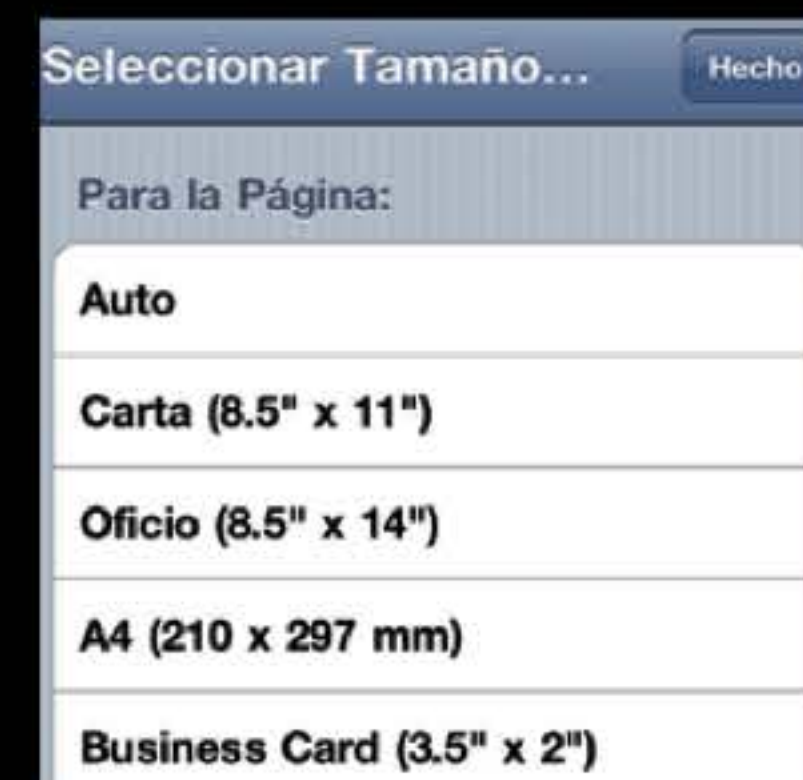 Seleccionar Tamaño...
Hecho
Para la Página:
Auto
Carta (8.5" x 11")
Oficio (8.5" x 14")
A4 (210 x 297 mm)
Business Card (3.5" x 2")